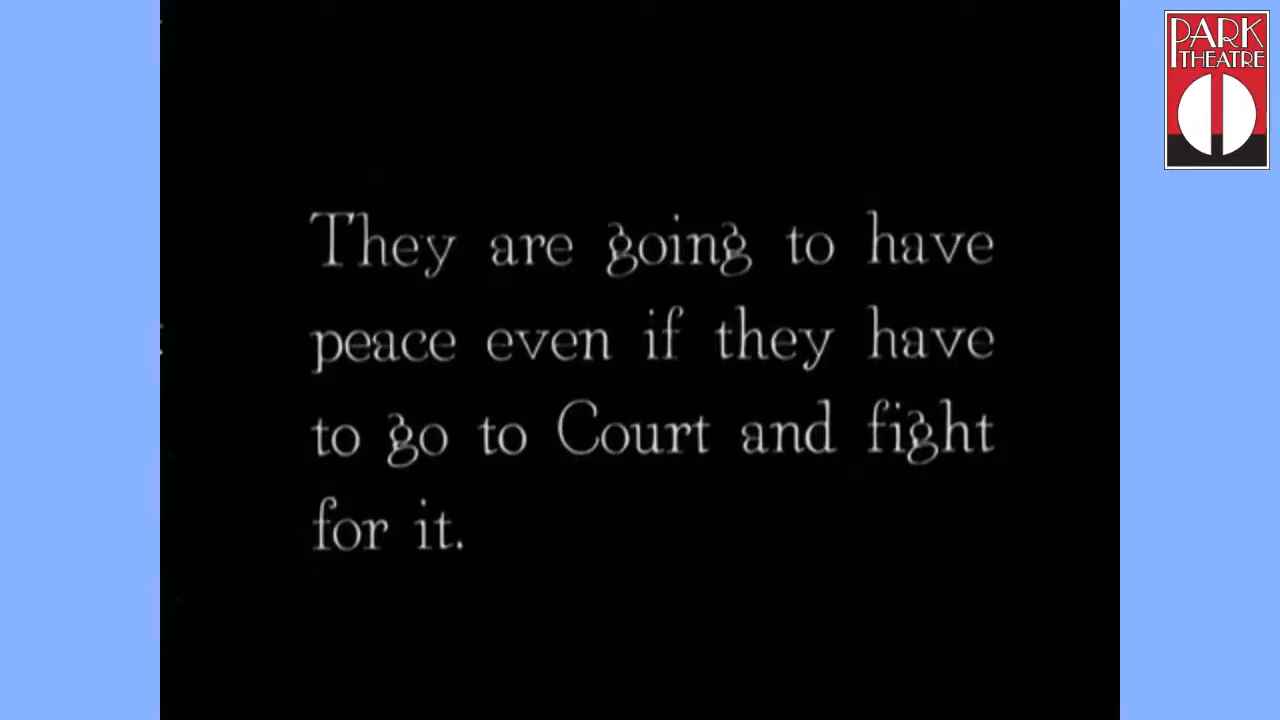 PARK
THEATRE
They are going to have
peace even if they have
to go to Court and fight
for it.